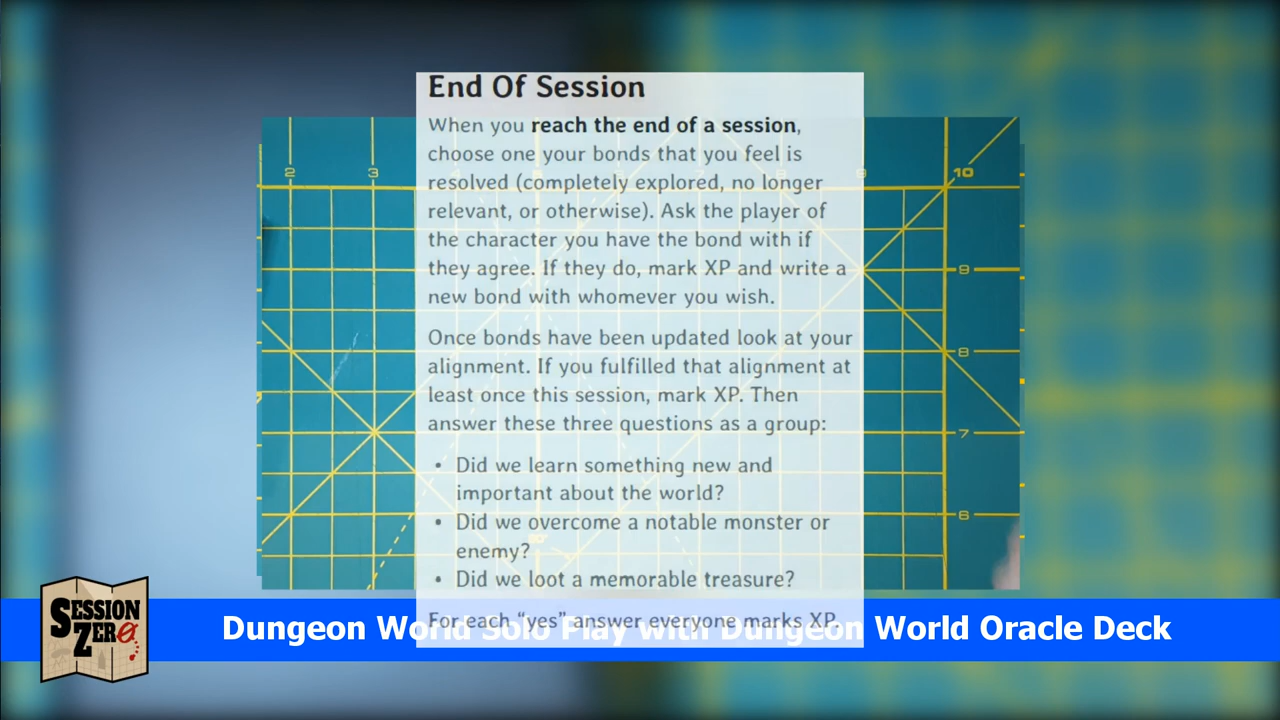 End Of Session
When you reach the end of a session,
choose one your bonds that you feel is
resolved (completely explored, no longer
relevant, or otherwise). Ask the player of
the character you have the bond with if
they agree. If they do, mark XP and write a
new bond with whomever you wish.
Once bonds have been updated look at your
alignment. If you fulfilled that alignment at
least once this session, mark XP. Then
answer these three questions as a group:
• Did we learn something new and
important about the world?
• Did we overcome a notable monster or
enemy?
• Did we loot a memorable treasure?
For each “yes” answer everyone marks XP.
2 3 9 10
9
8
7
6
SESSION
ZERO
Dungeon World Solo Play with Dungeon World Oracle Deck